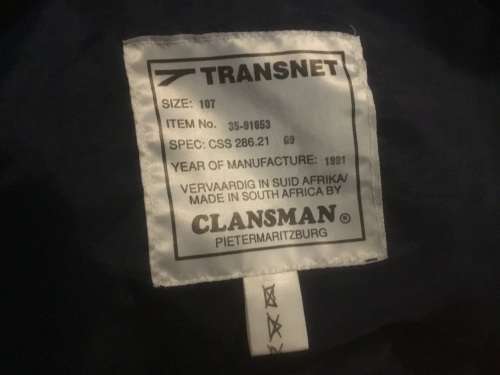 TRANSNET
SIZE: 107
ITEM No. 35-91653
SPEC: CSS 286.21 69
YEAR OF MANUFACTURE: 1991
VERVAARDIG IN SUID AFRIKA/
MADE IN SOUTH AFRICA BY
CLANSMAN ®
PIETERMARITZBURG